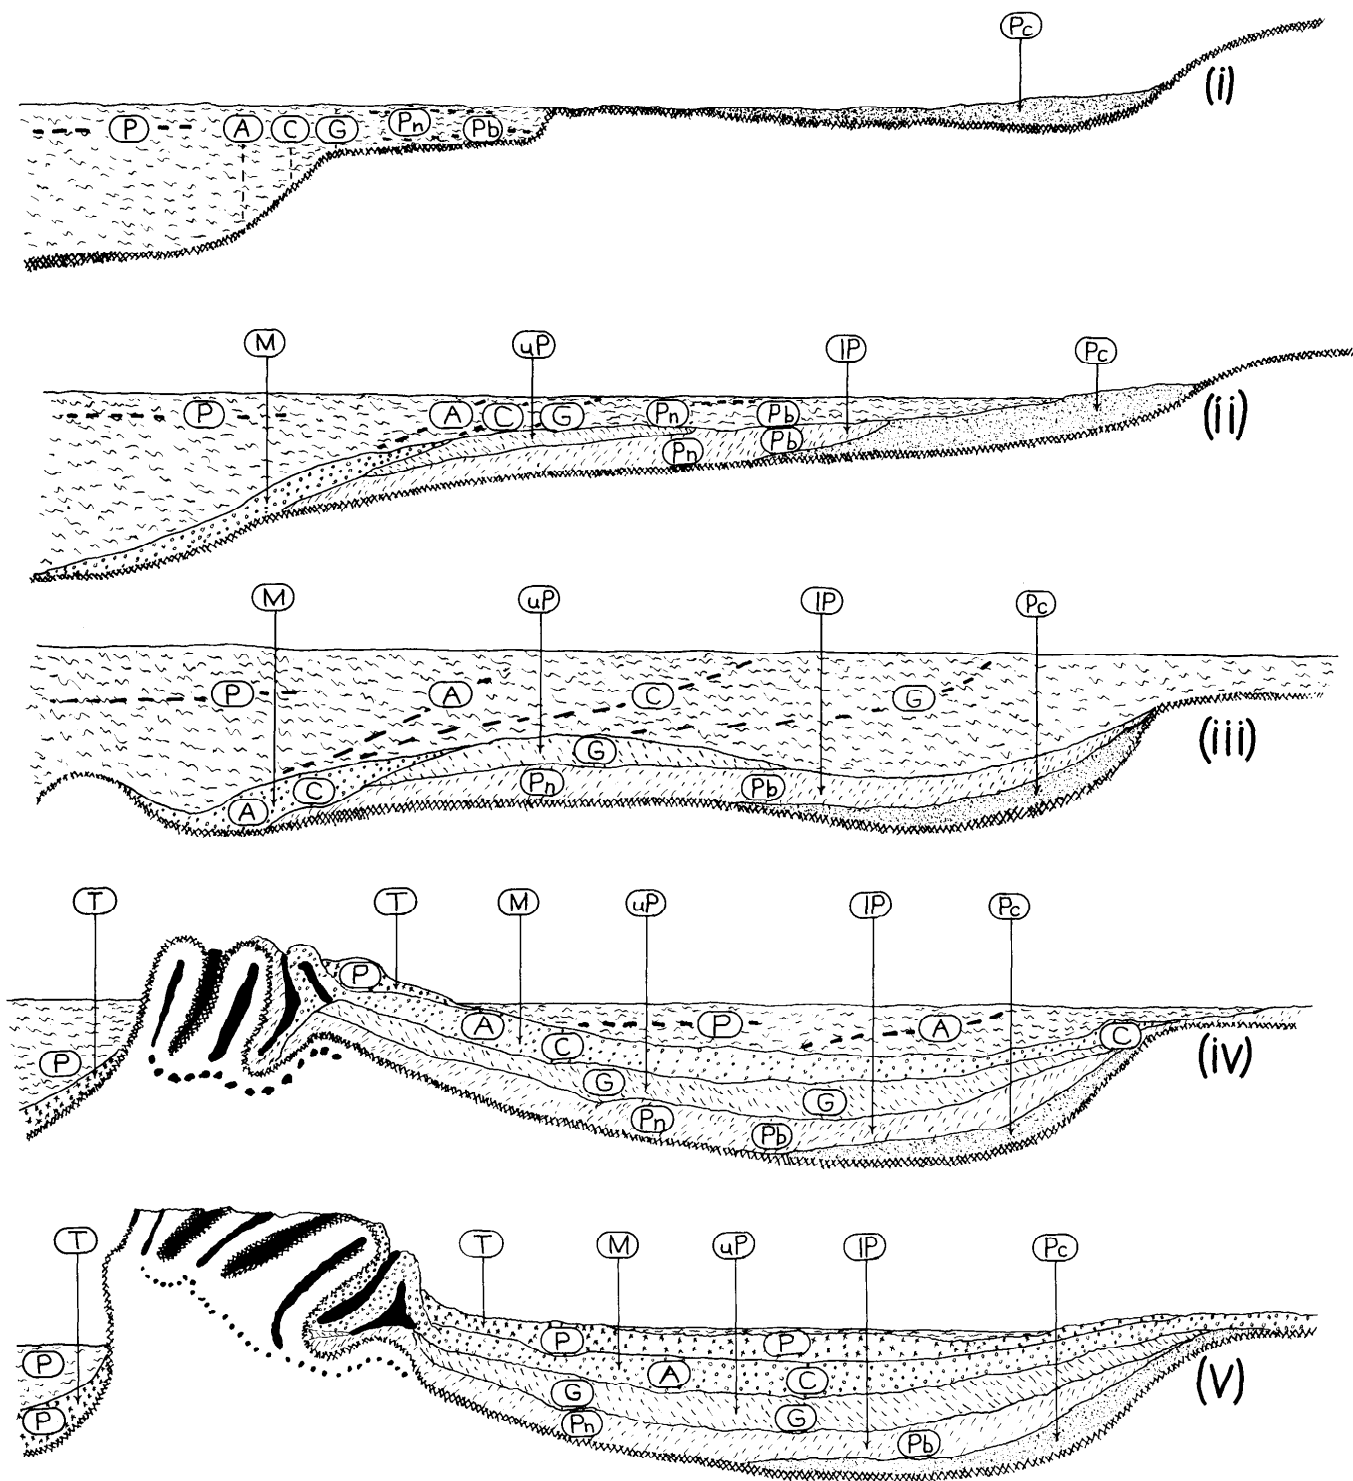 Pc
(i)
P A C G Pn Pb
M uP lP Pc
(ii)
P A C G Pn Pb
Pn Pb
M uP lP Pc
(iii)
P A C G
G
Pn Pb
A C
T T M uP lP Pc
(iv)
P
P A C P A C
G G
Pn Pb
T T M uP lP Pc
(v)
P P P
A C
P G G
Pn Pb